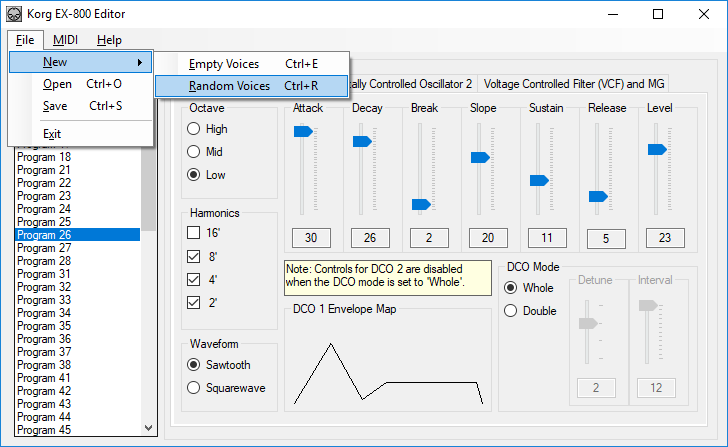 Korg EX-800 Editor
File MIDI Help
New
Open Ctrl+O
Save Ctrl+S
Exit
Empty Voices Ctrl+E
Random Voices Ctrl+R
ally Controlled Oscillator 2
Voltage Controlled Filter (VCF) and MG
Program 18
Program 21
Program 22
Program 23
Program 24
Program 25
Program 26
Program 27
Program 28
Program 31
Program 32
Program 33
Program 34
Program 35
Program 36
Program 37
Program 38
Program 41
Program 42
Program 43
Program 44
Program 45
Octave
High
Mid
Low
Harmonics
16'
8'
4'
2'
Waveform
Sawtooth
Squarewave
Attack Decay Break Slope Sustain Release Level
30 26 2 20 11 5 23
Note: Controls for DCO 2 are disabled
when the DCO mode is set to 'Whole'.
DCO 1 Envelope Map
DCO Mode
Whole
Double
Detune Interval
2 12